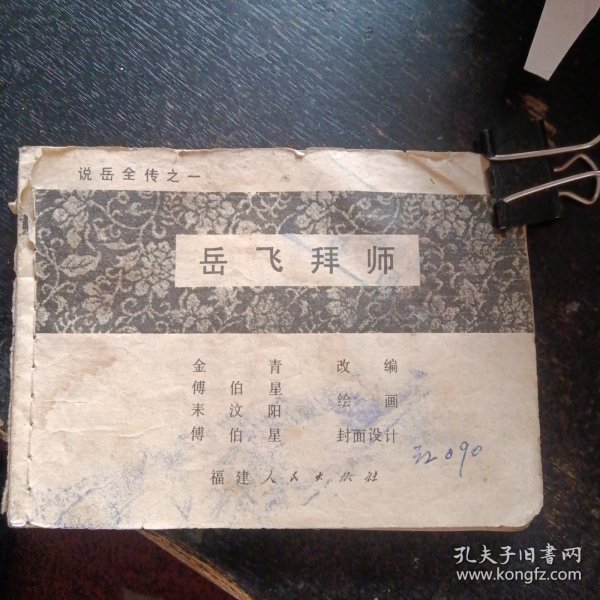 说岳全传之一
岳飞拜师
金青 改编
傅伯星
耒汶阳 绘画
傅伯星 封面设计
福建人民出版社
090
孔夫子旧书网
www.kongfz.com